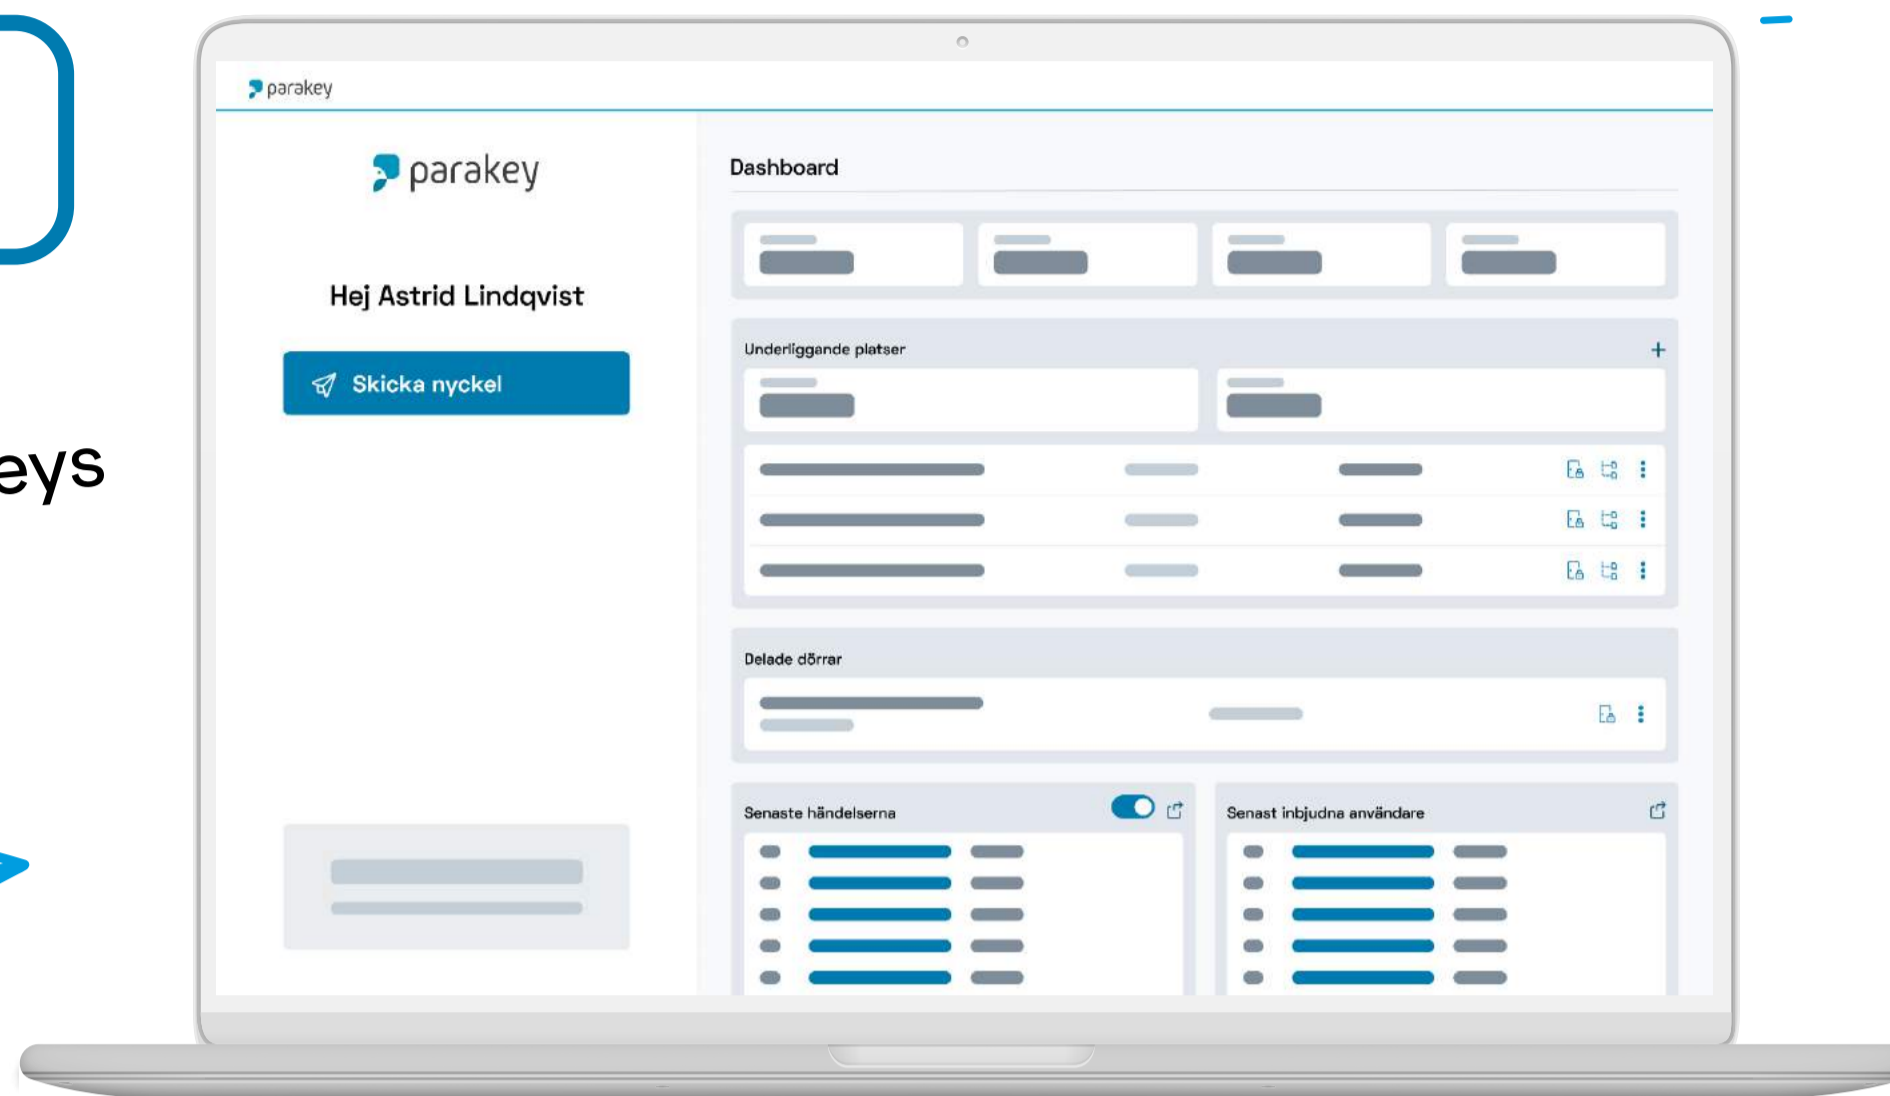 parakey
parakey
Hej Astrid Lindqvist
Skicka nyckel
eys
Dashboard
Underliggande platser
Delade dörrar
Senaste händelserna
Senast inbjudna användare